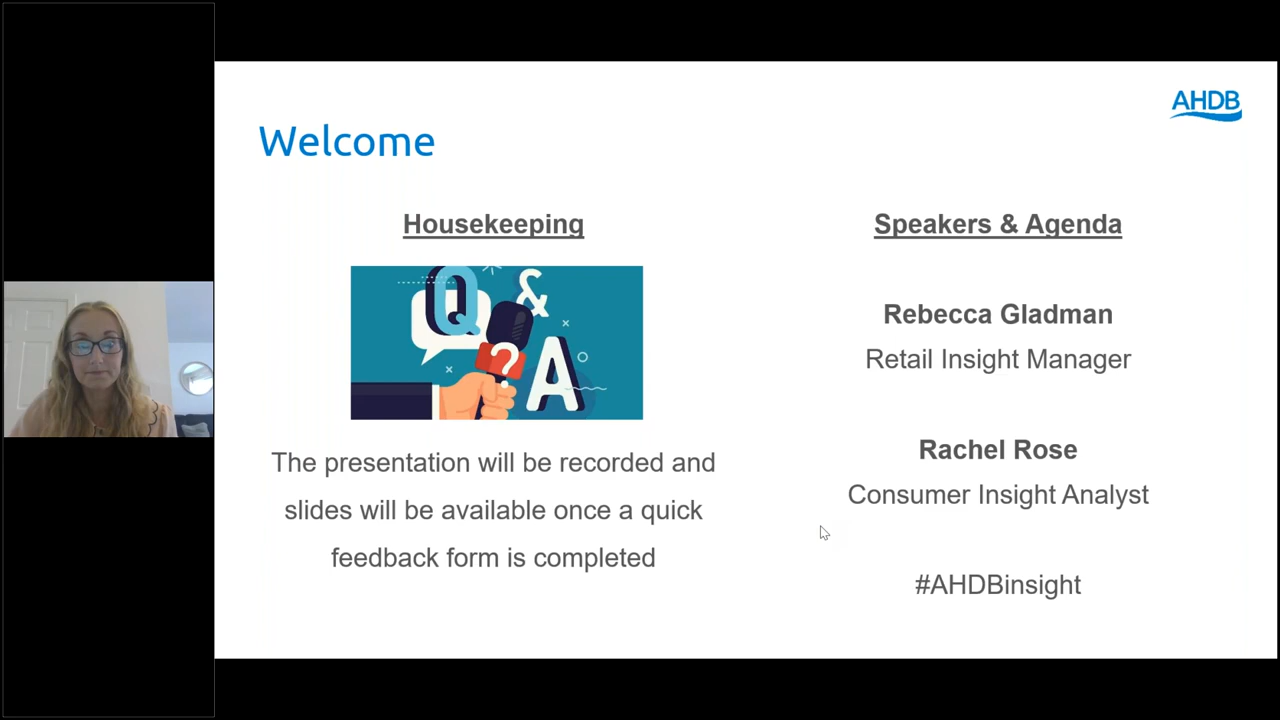 AHDB
Welcome
Housekeeping
Q & A
?
The presentation will be recorded and
slides will be available once a quick
feedback form is completed
Speakers & Agenda
Rebecca Gladman
Retail Insight Manager
Rachel Rose
Consumer Insight Analyst
#AHDBinsight